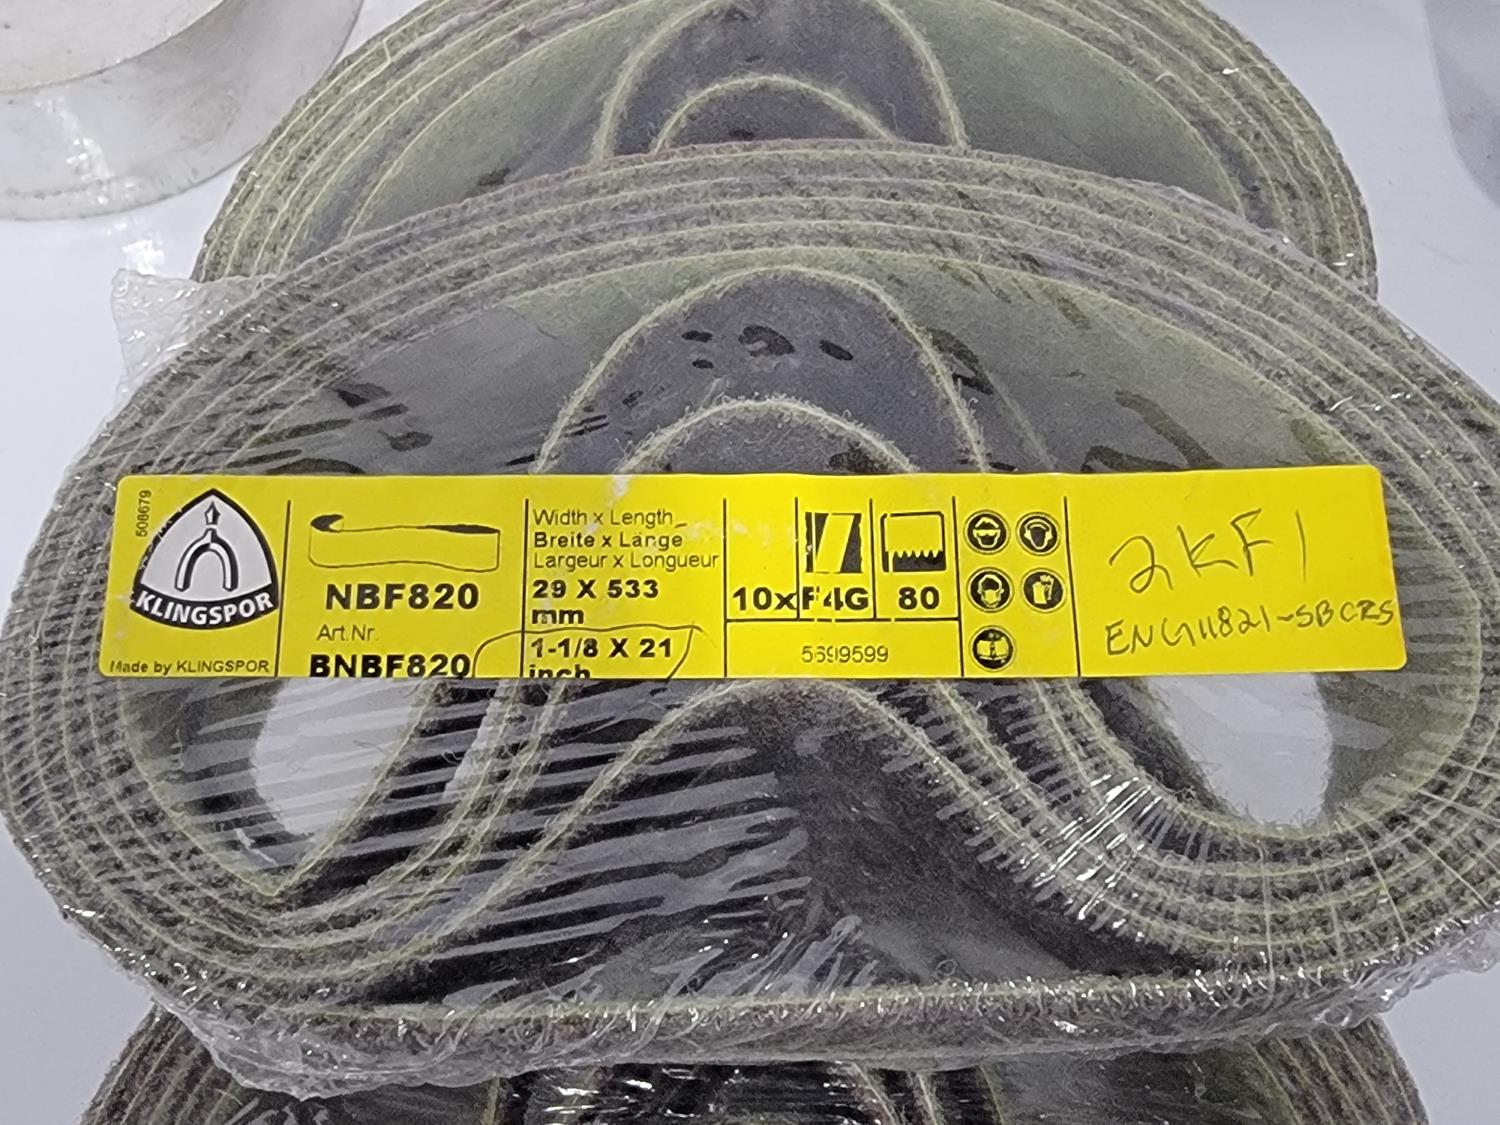 508679
KLINGSPOR
Made by KLINGSPOR
NBF820
Art.Nr.
BNBF820
Width x Length
Breite x Länge
Largeur x Longueur
29 X 533
mm
1-1/8 X 21
inch
10x
F4G
80
5699599
2KF1
ENG11821-SBCRS